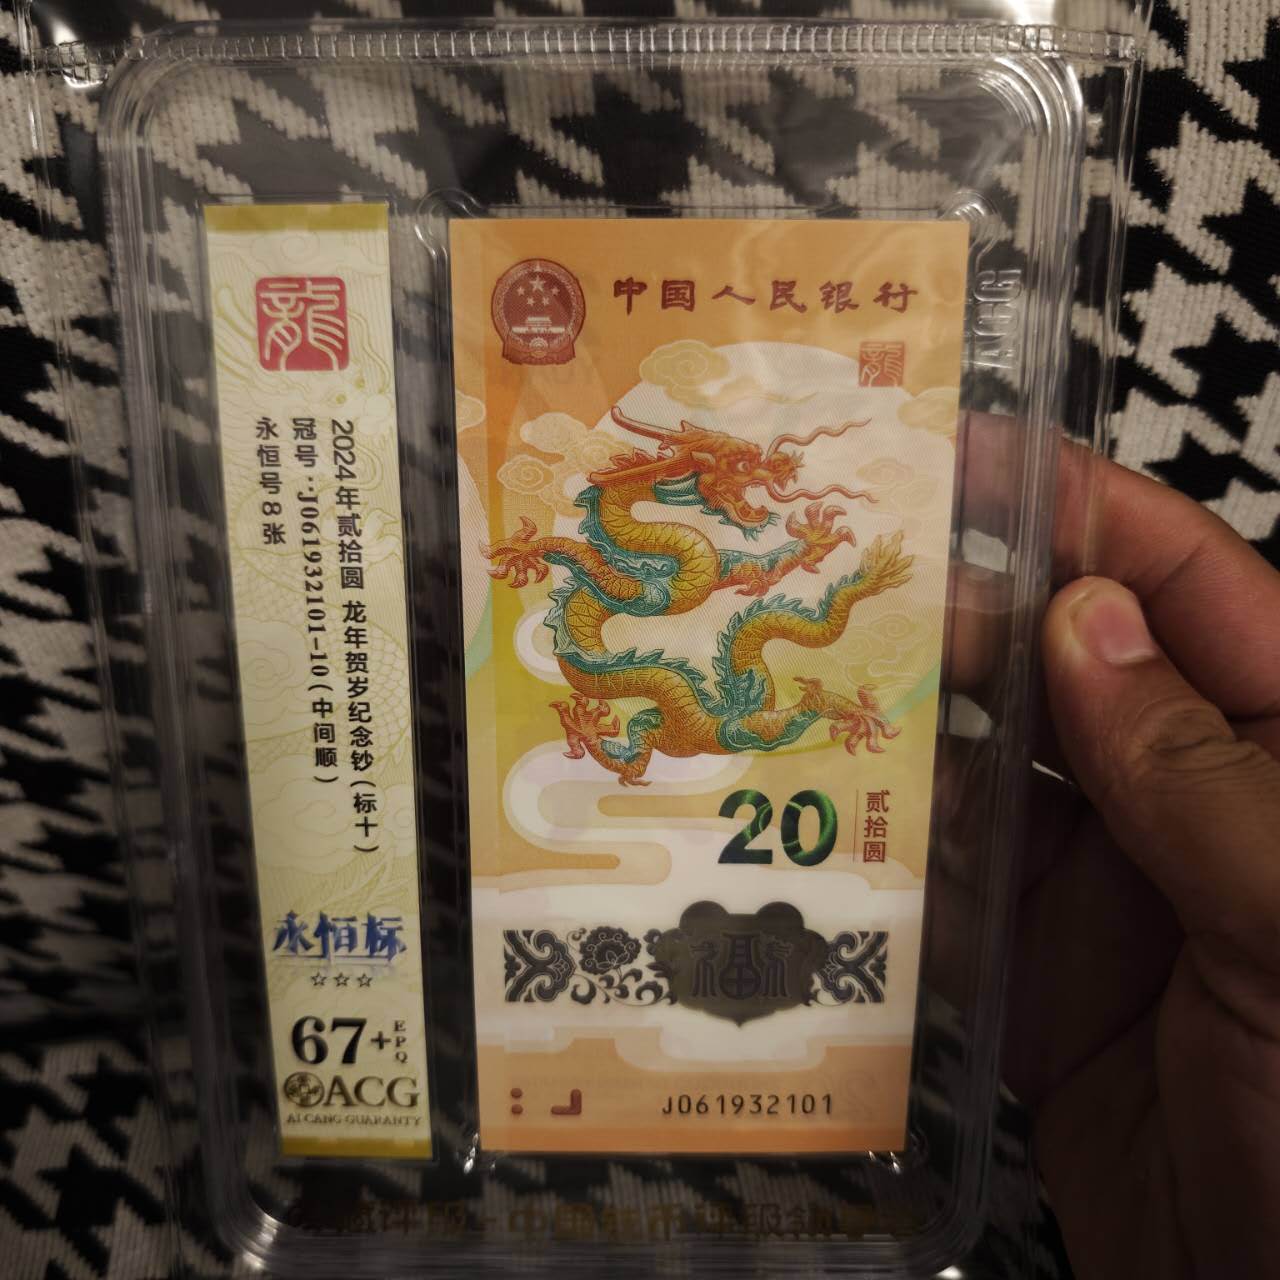 龍
2024年贰拾圆 龙年贺岁纪念钞(标十)
冠号:J061932101-10(中间顺)
永恒号8张
永恒标
☆☆☆
67+EPQ
ACG
AI CANG GUARANTY
中国人民银行
龍
20
贰拾圆
福
J061932101
ACG